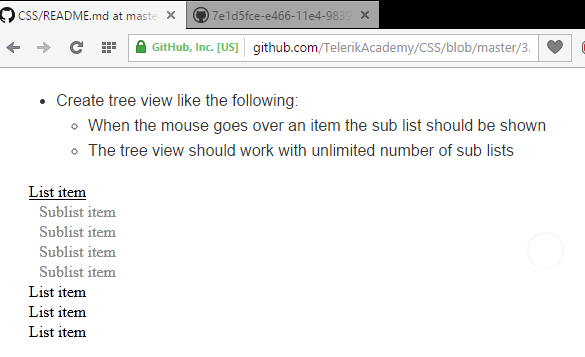 CSS/README.md at maste
7e1d5fce-e466-11e4-9839
GitHub, Inc. [US]
github.com/TelerikAcademy/CSS/blob/master/3.
Create tree view like the following:
When the mouse goes over an item the sub list should be shown
The tree view should work with unlimited number of sub lists
List item
Sublist item
Sublist item
Sublist item
Sublist item
List item
List item
List item